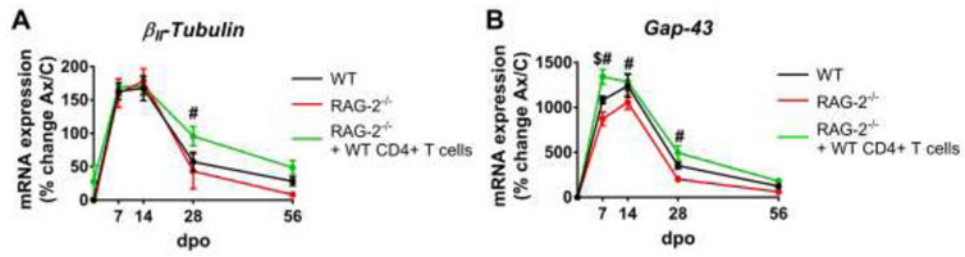 A
βII-Tubulin
mRNA expression
(% change Ax/C)
200
150
100
50
0
#
7 14 28 56
dpo
WT
RAG-2-/-
RAG-2-/-
+ WT CD4+ T cells
B
Gap-43
mRNA expression
(% change Ax/C)
1500
1000
500
0
$# #
#
7 14 28 56
dpo
WT
RAG-2-/-
RAG-2-/-
+ WT CD4+ T cells